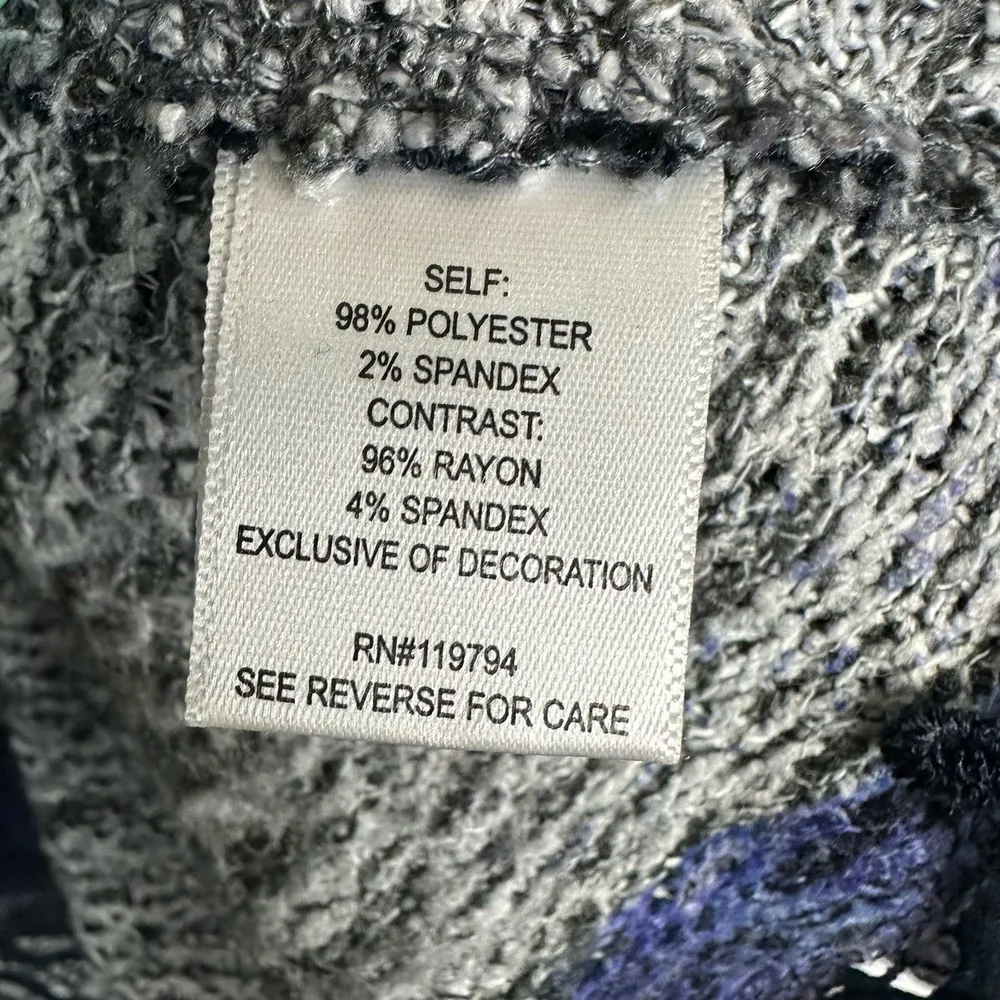 SELF:
98% POLYESTER
2% SPANDEX
CONTRAST:
96% RAYON
4% SPANDEX
EXCLUSIVE OF DECORATION
RN#119794
SEE REVERSE FOR CARE